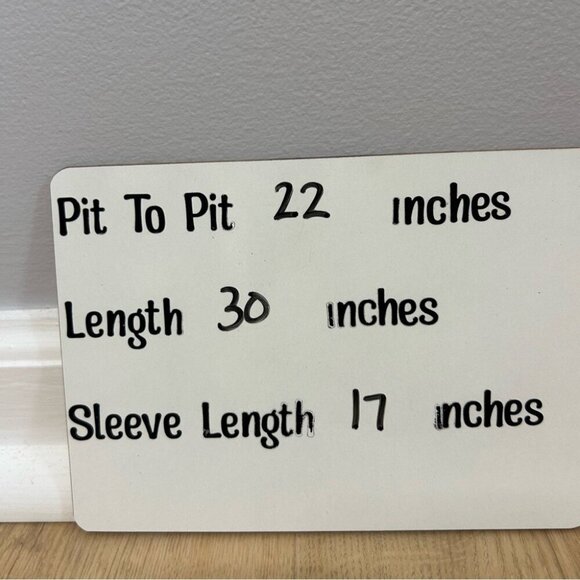 Pit To Pit 22 inches
Length 30 inches
Sleeve Length 17 inches